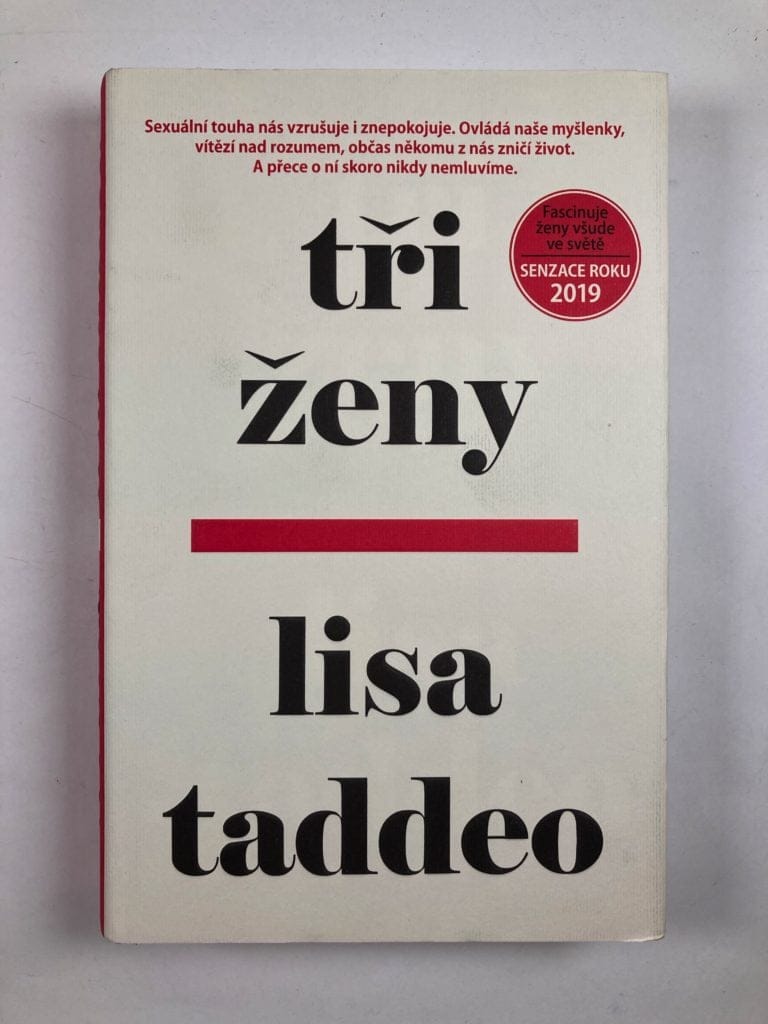 Sexuální touha nás vzrušuje i znepokojuje. Ovládá naše myšlenky,
vítězí nad rozumem, občas někomu z nás zničí život.
A přece o ní skoro nikdy nemluvíme.
tři
Fascinuje
ženy všude
ve světě
SENZACE ROKU
2019
ženy
lisa
taddeo